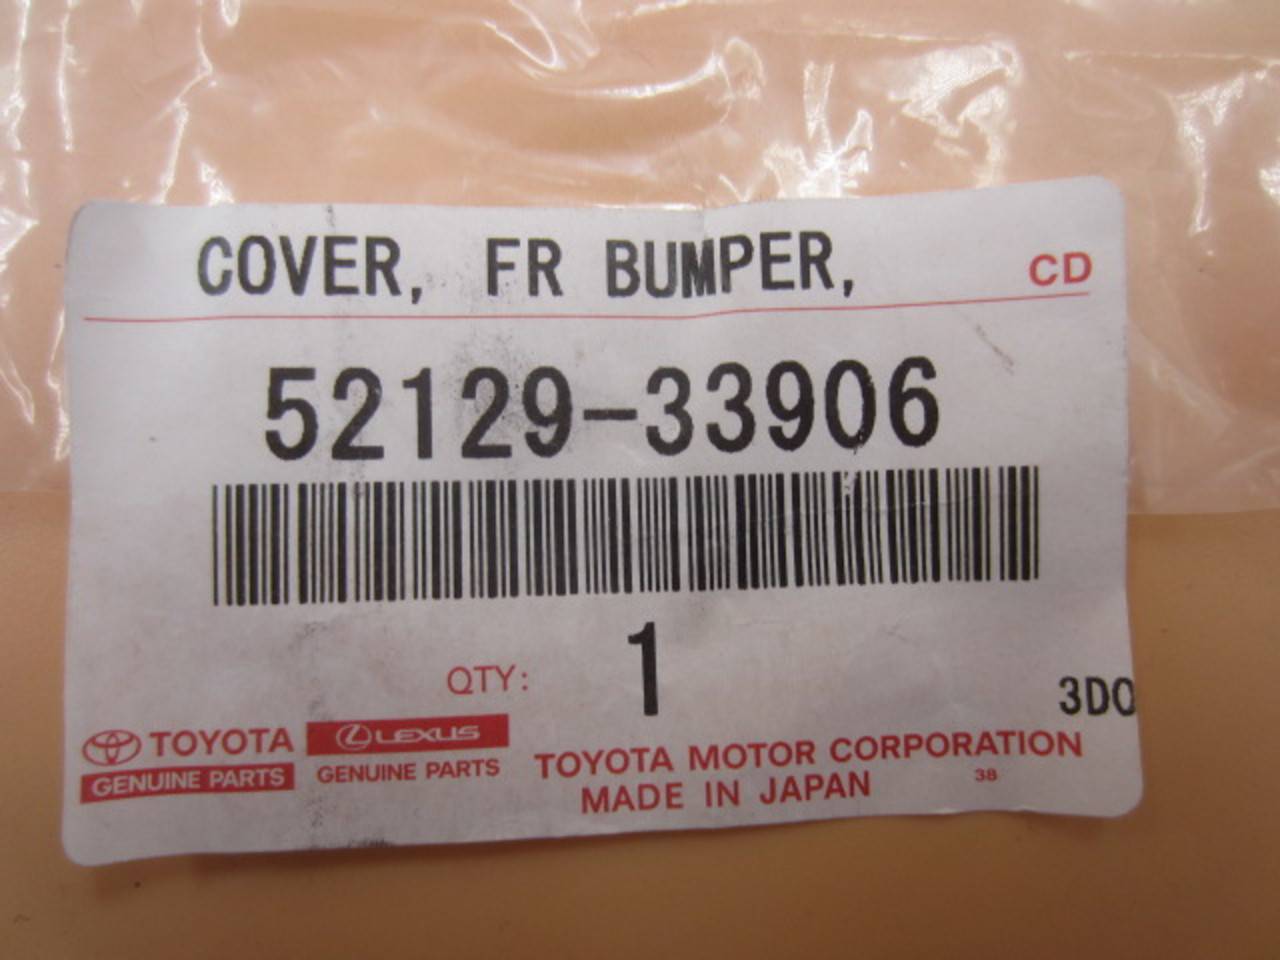 COVER, FR BUMPER, CD
52129-33906
QTY: 1
3D0
TOYOTA
GENUINE PARTS
LEXUS
GENUINE PARTS
TOYOTA MOTOR CORPORATION
MADE IN JAPAN 38